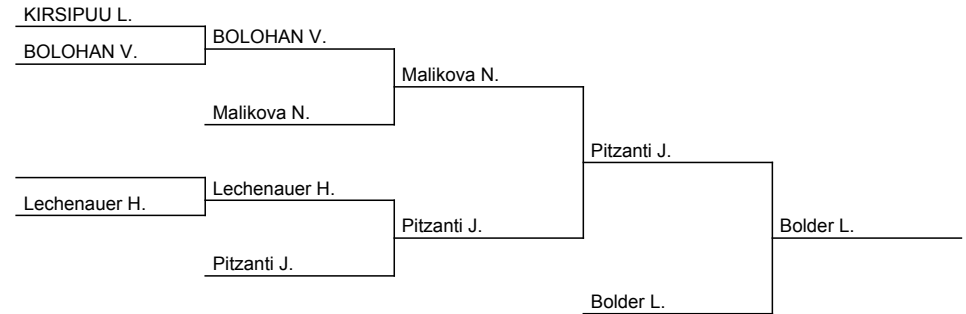 KIRSIPUU L.
BOLOHAN V.
BOLOHAN V.
Malikova N.
Malikova N.
Pitzanti J.
Lechenauer H.
Lechenauer H.
Pitzanti J.
Bolder L.
Pitzanti J.
Bolder L.